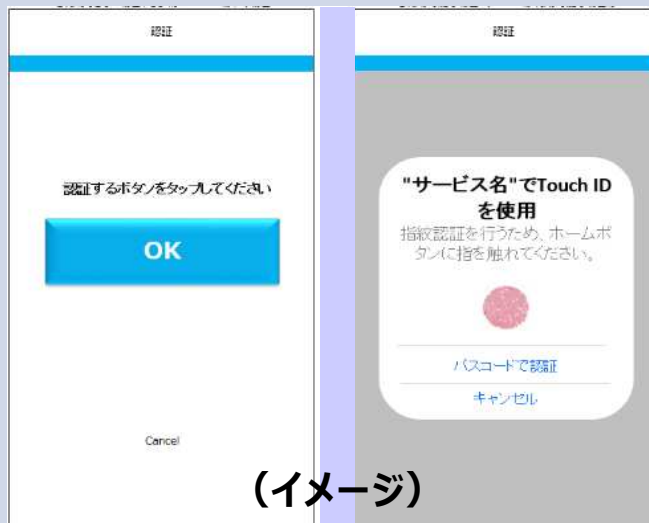 認証
認証するボタンをタップしてください
OK
Cancel
認証
"サービス名"でTouch ID
を使用
指紋認証を行うため、ホームボ
タンに指を触れてください。
パスコードで認証
キャンセル
（イメージ）